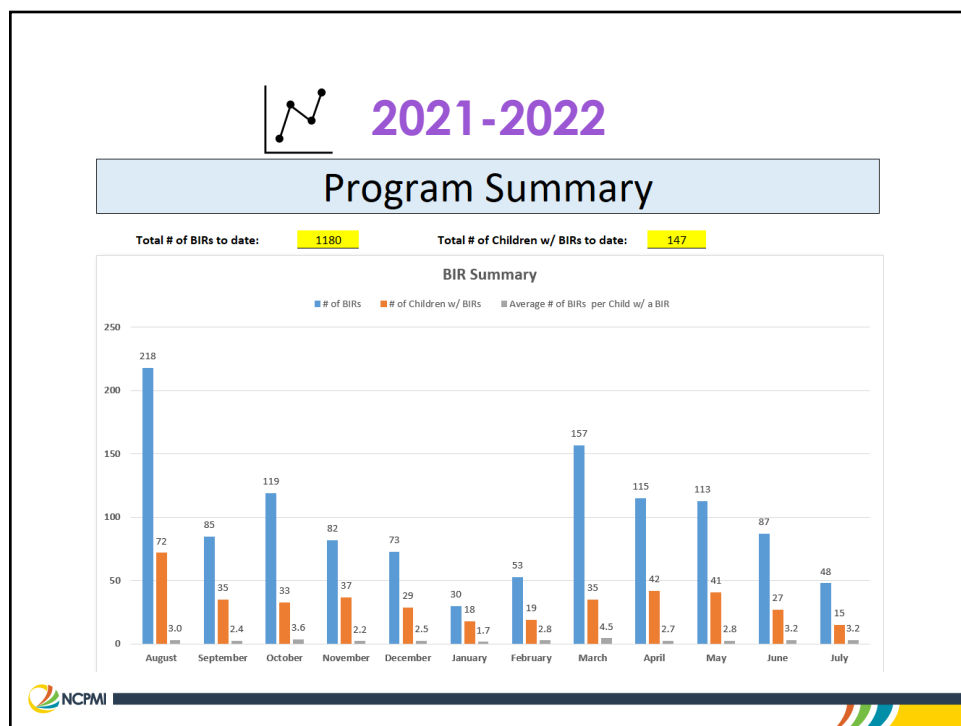 2021-2022
Program Summary
Total # of BIRs to date: 1180 Total # of Children w/ BIRs to date: 147
BIR Summary
# of BIRs # of Children w/ BIRs Average # of BIRs per Child w/ a BIR
250
200
150
100
50
0
218 72 3.0
85 35 2.4
119 33 3.6
82 37 2.2
73 29 2.5
30 18 1.7
53 19 2.8
157 35 4.5
115 42 2.7
113 41 2.8
87 27 3.2
48 15 3.2
August September October November December January February March April May June July
NCPMI